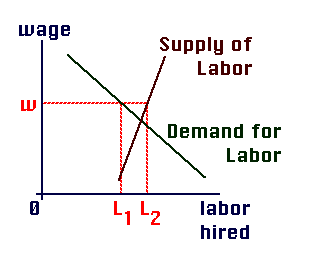 wage
Supply of
Labor
w
Demand for
Labor
0
L1
L2
labor
hired